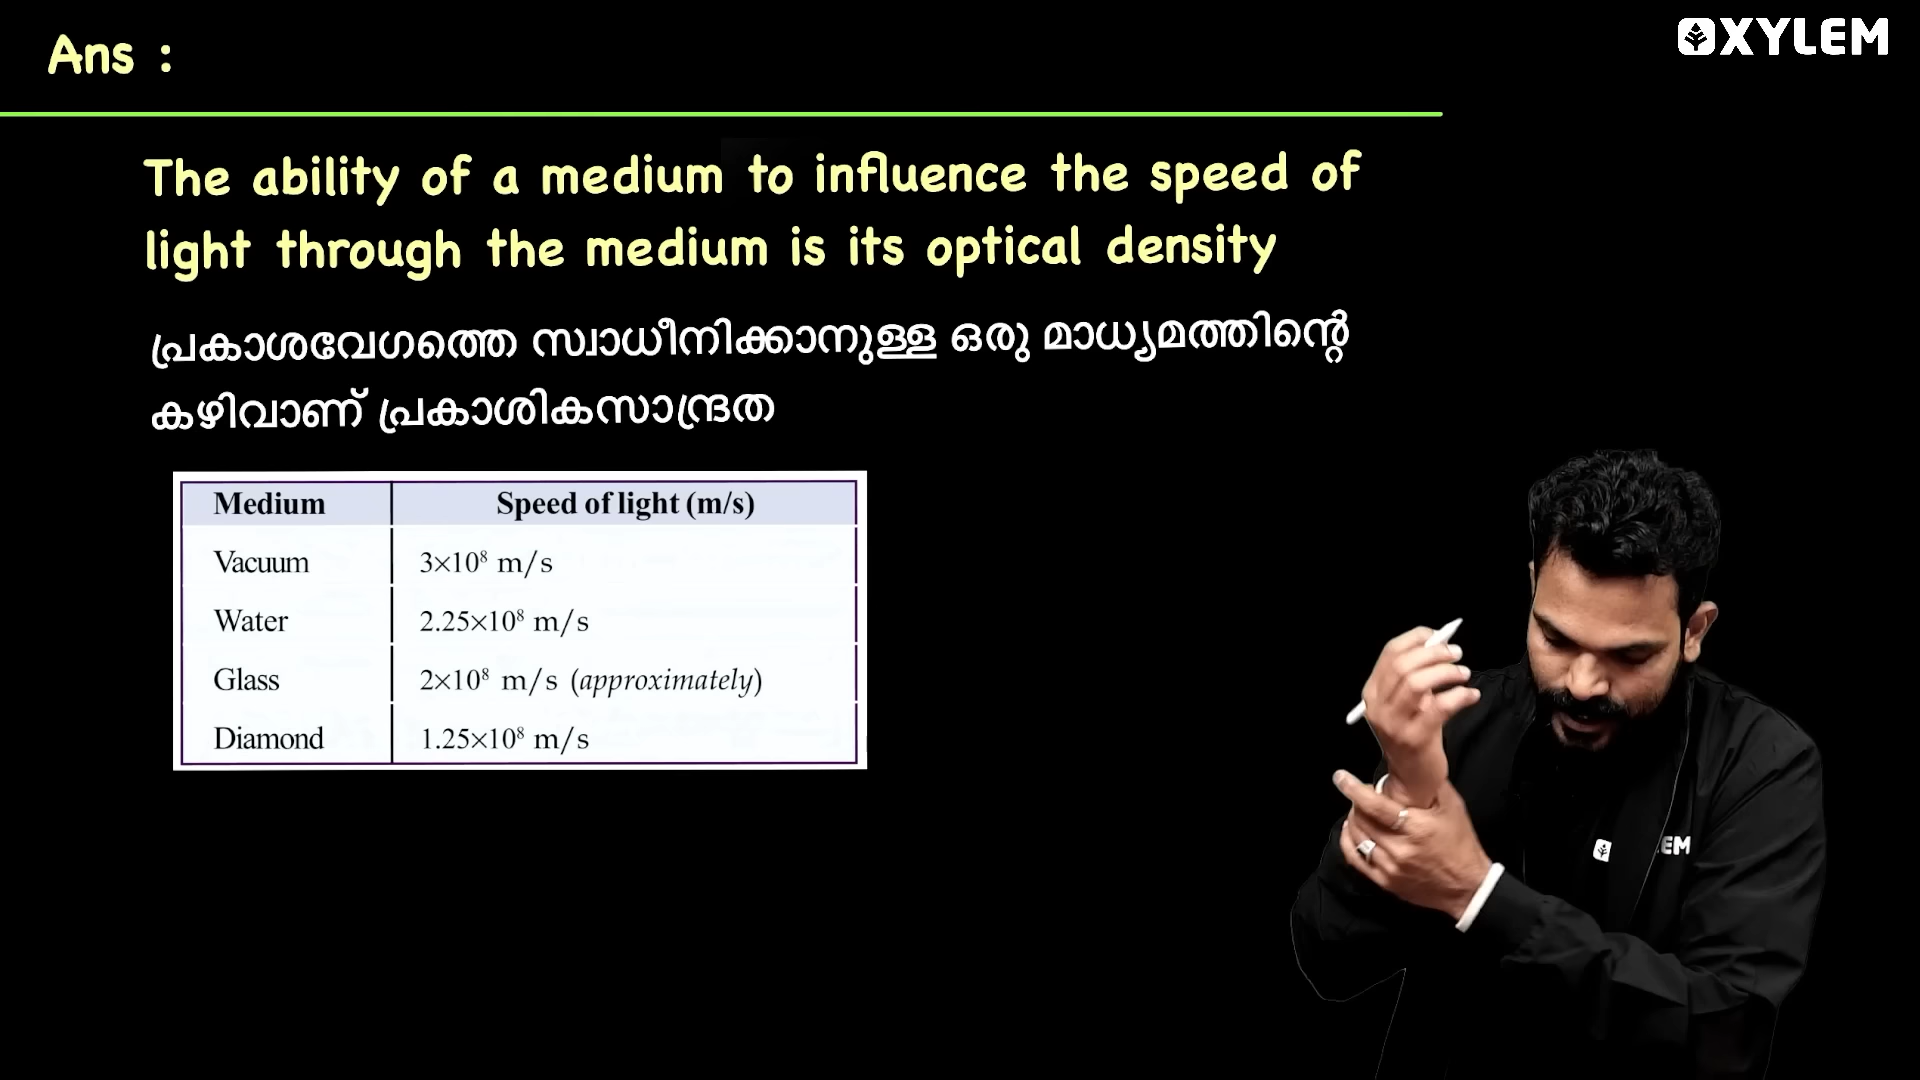 Ans :
XYLEM
The ability of a medium to influence the speed of
light through the medium is its optical density
പ്രകാശവേഗത്തെ സ്വാധീനിക്കാനുള്ള ഒരു മാധ്യമത്തിന്റെ
കഴിവാണ് പ്രകാശികസാന്ദ്രത
Medium Speed of light (m/s)
Vacuum 3×10⁸ m/s
Water 2.25×10⁸ m/s
Glass 2×10⁸ m/s (approximately)
Diamond 1.25×10⁸ m/s
EM